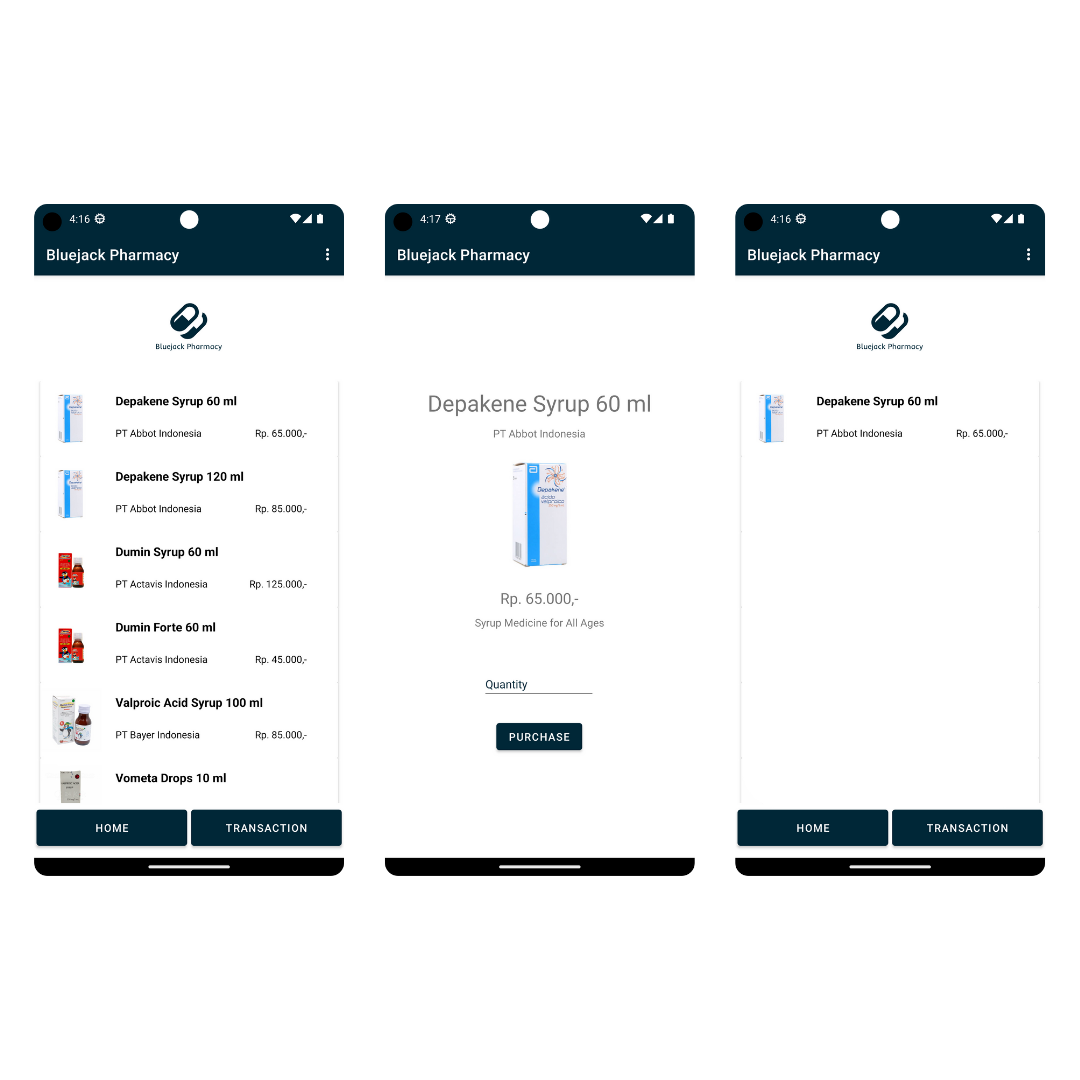 4:16
Bluejack Pharmacy
Bluejack Pharmacy
Depakene Syrup 60 ml
PT Abbot Indonesia Rp. 65.000,-
Depakene Syrup 120 ml
PT Abbot Indonesia Rp. 85.000,-
Dumin Syrup 60 ml
PT Actavis Indonesia Rp. 125.000,-
Dumin Forte 60 ml
PT Actavis Indonesia Rp. 45.000,-
Valproic Acid Syrup 100 ml
PT Bayer Indonesia Rp. 85.000,-
Vometa Drops 10 ml
HOME TRANSACTION
4:17
Bluejack Pharmacy
Depakene Syrup 60 ml
PT Abbot Indonesia
Depakene
ácido
valproico
Rp. 65.000,-
Syrup Medicine for All Ages
Quantity
PURCHASE
4:16
Bluejack Pharmacy
Bluejack Pharmacy
Depakene Syrup 60 ml
PT Abbot Indonesia Rp. 65.000,-
HOME TRANSACTION